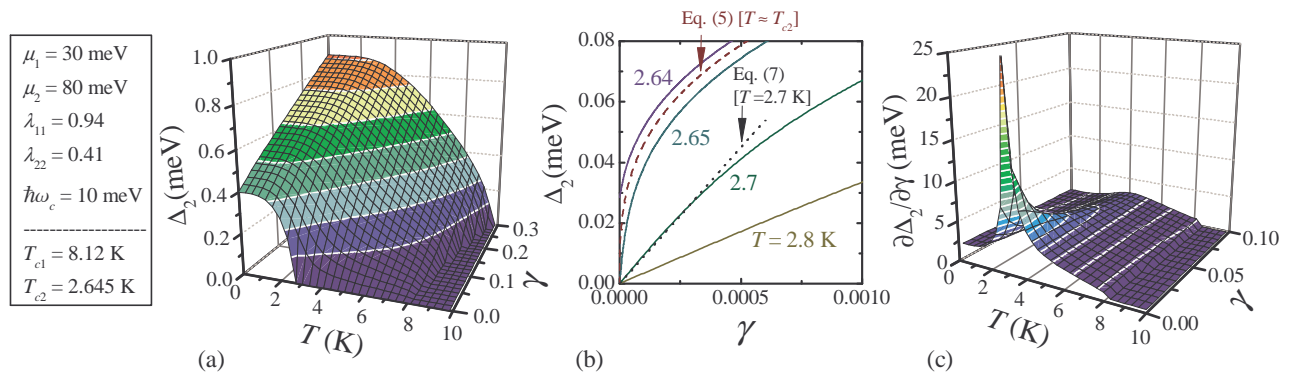 μ₁ = 30 meV
μ₂ = 80 meV
λ₁₁ = 0.94
λ₂₂ = 0.41
ℏω_c = 10 meV
--------------------
T_c1 = 8.12 K
T_c2 = 2.645 K
1.0
0.8
0.6
0.4
0.2
0.0
Δ₂(meV)
0
2
4
6
8
10
T (K)
0.0
0.1
0.2
0.3
γ
(a)
Eq. (5) [T ≈ T_c2]
0.08
0.06
0.04
0.02
0.00
Δ₂(meV)
2.64
2.65
Eq. (7)
[T=2.7 K]
2.7
T = 2.8 K
0.0000
0.0005
0.0010
γ
(b)
25
20
15
10
5
0
∂Δ₂/∂γ (meV)
0
2
4
6
8
10
T (K)
0.00
0.05
0.10
γ
(c)